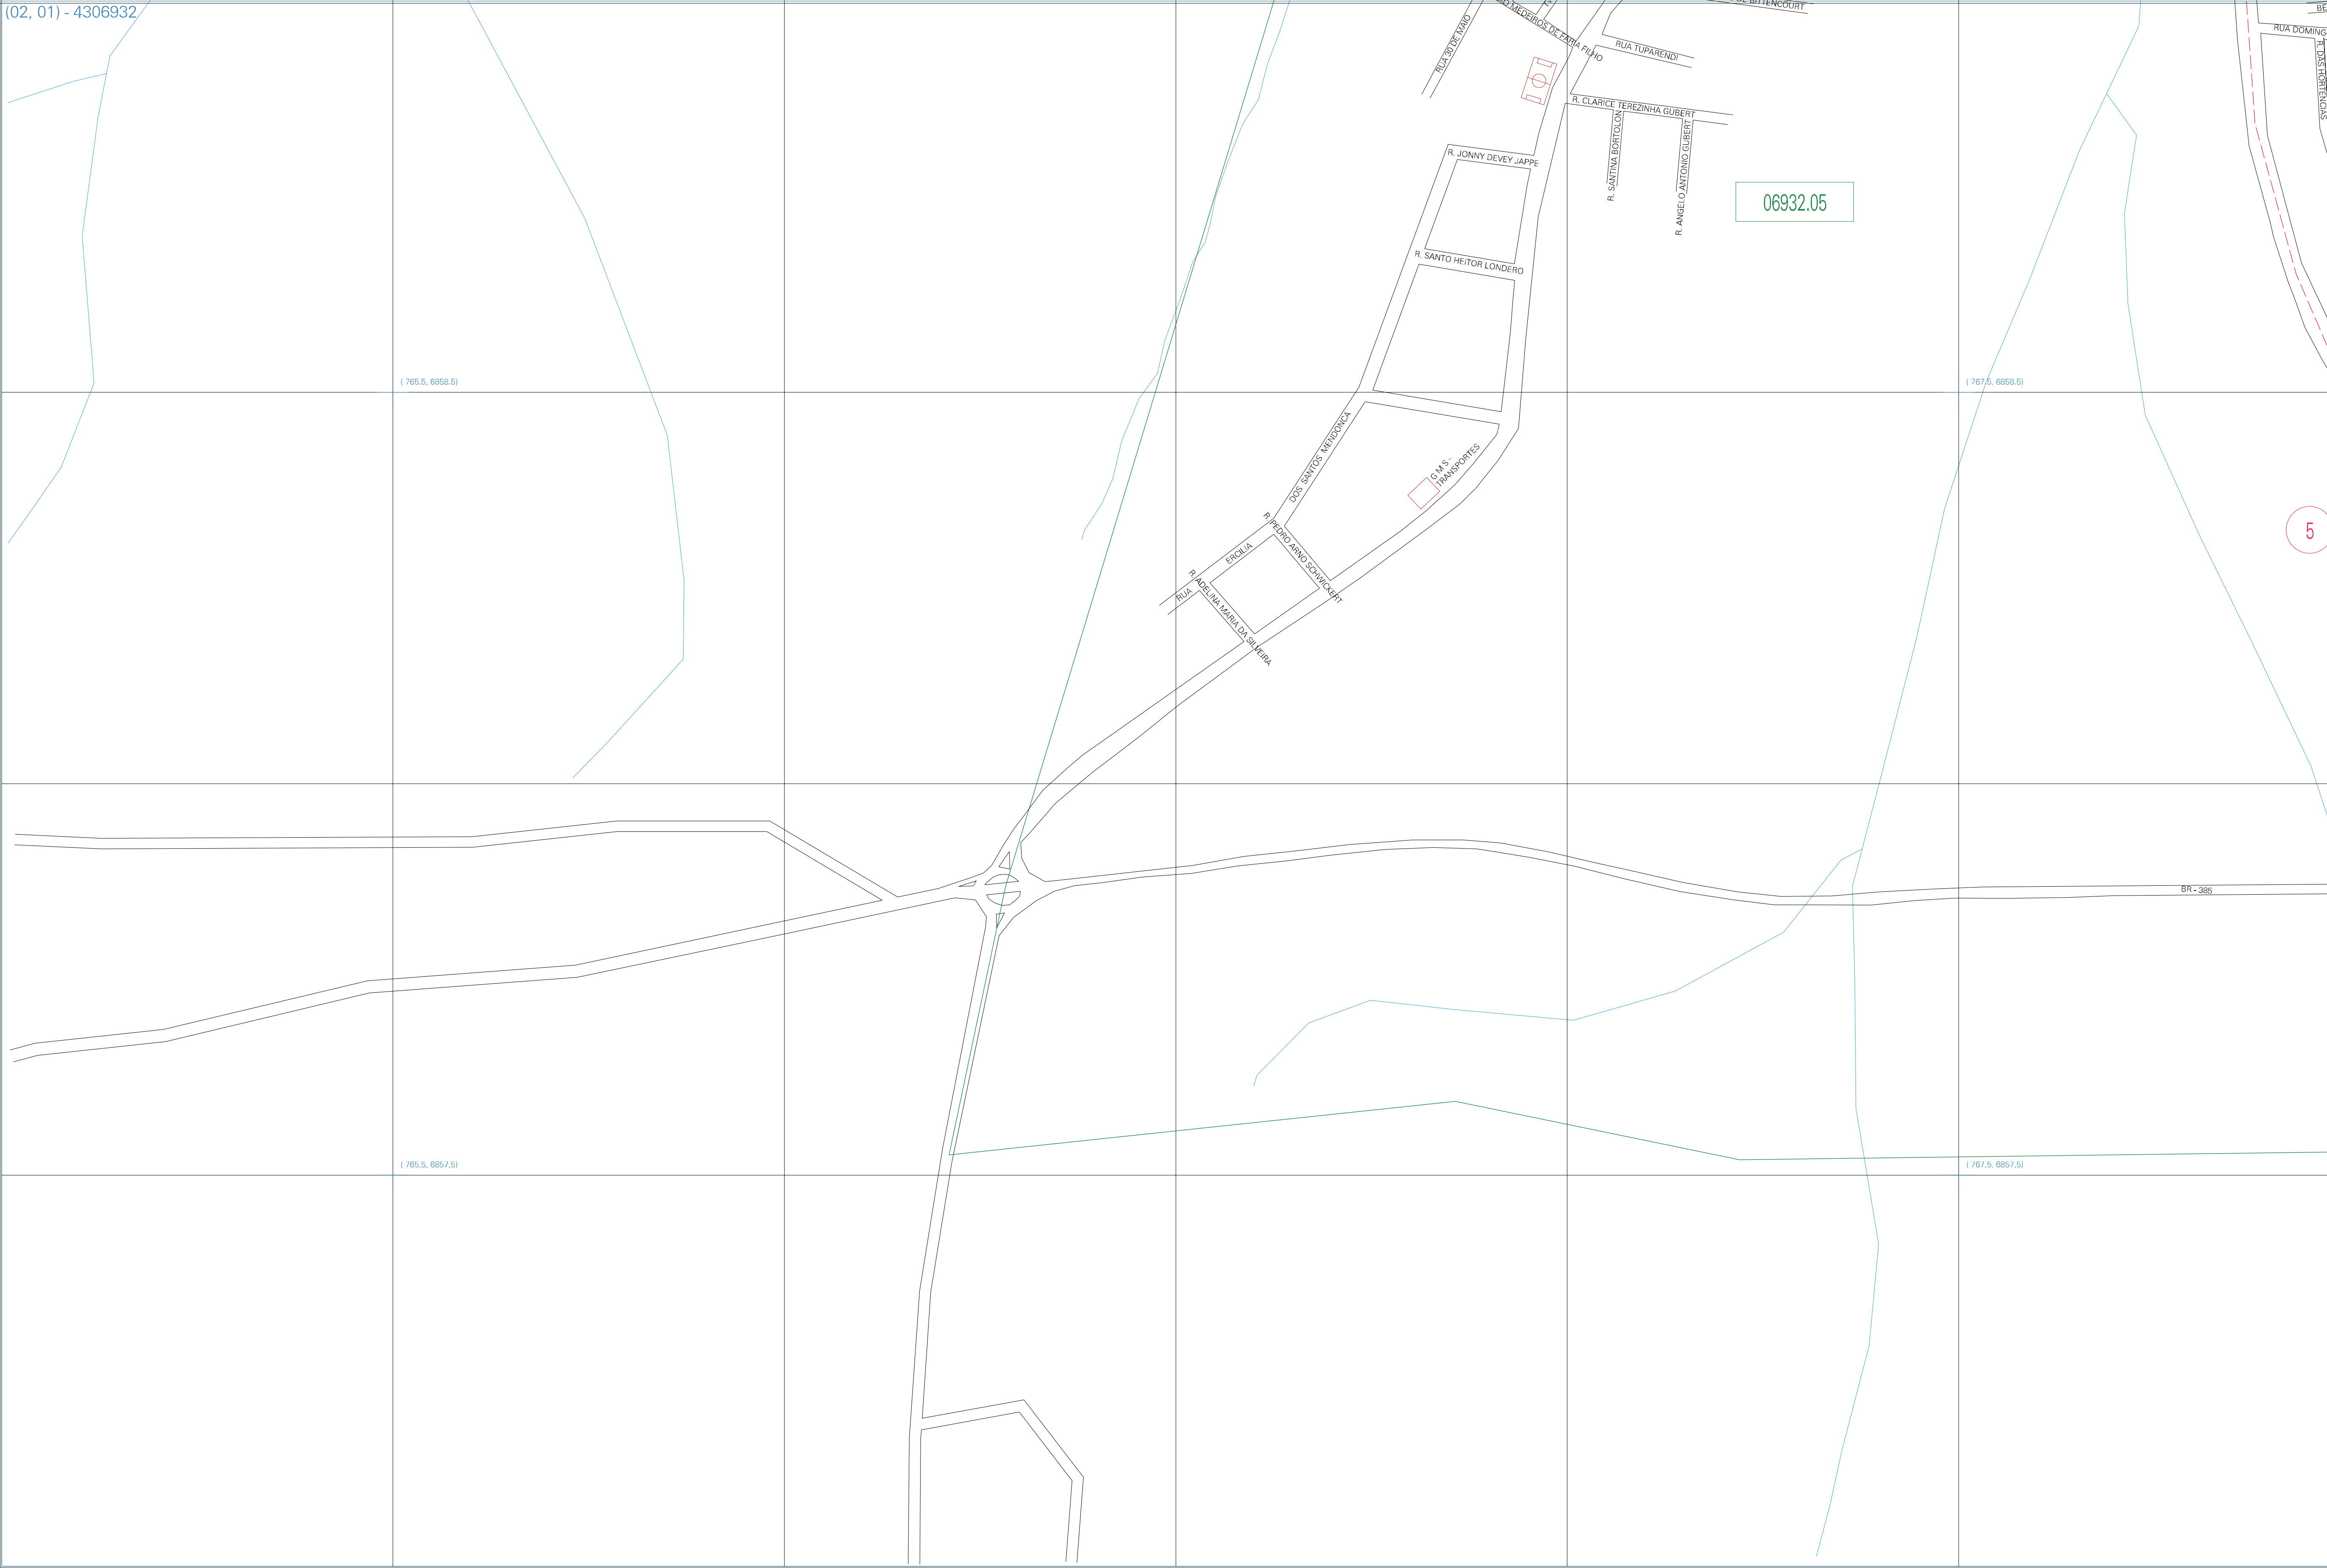 (02, 01) - 4306932
RUA 30 DE MAIO
MEDEIROS DE FARIA FILHO
DE BITTENCOURT
RUA TUPARENDI
RUA DOMING
R. DAS HORTENCIAS
BE
R. CLARICE TEREZINHA GUBERT
R. SANTINA BORTOLON
R. ANGELO ANTONIO GUBERT
R. JONNY DEVEY JAPPE
06932.05
R. SANTO HEITOR LONDERO
( 765.5, 6858.5)
( 767.5, 6858.5)
DOS SANTOS MENDONCA
G M S -
TRANSPORTES
5
R. PEDRO ARNO SCHWICKERT
ERCILIA
RUA
R. ADELINA MARIA DA SILVEIRA
BR - 385
( 765.5, 6857.5)
( 767.5, 6857.5)